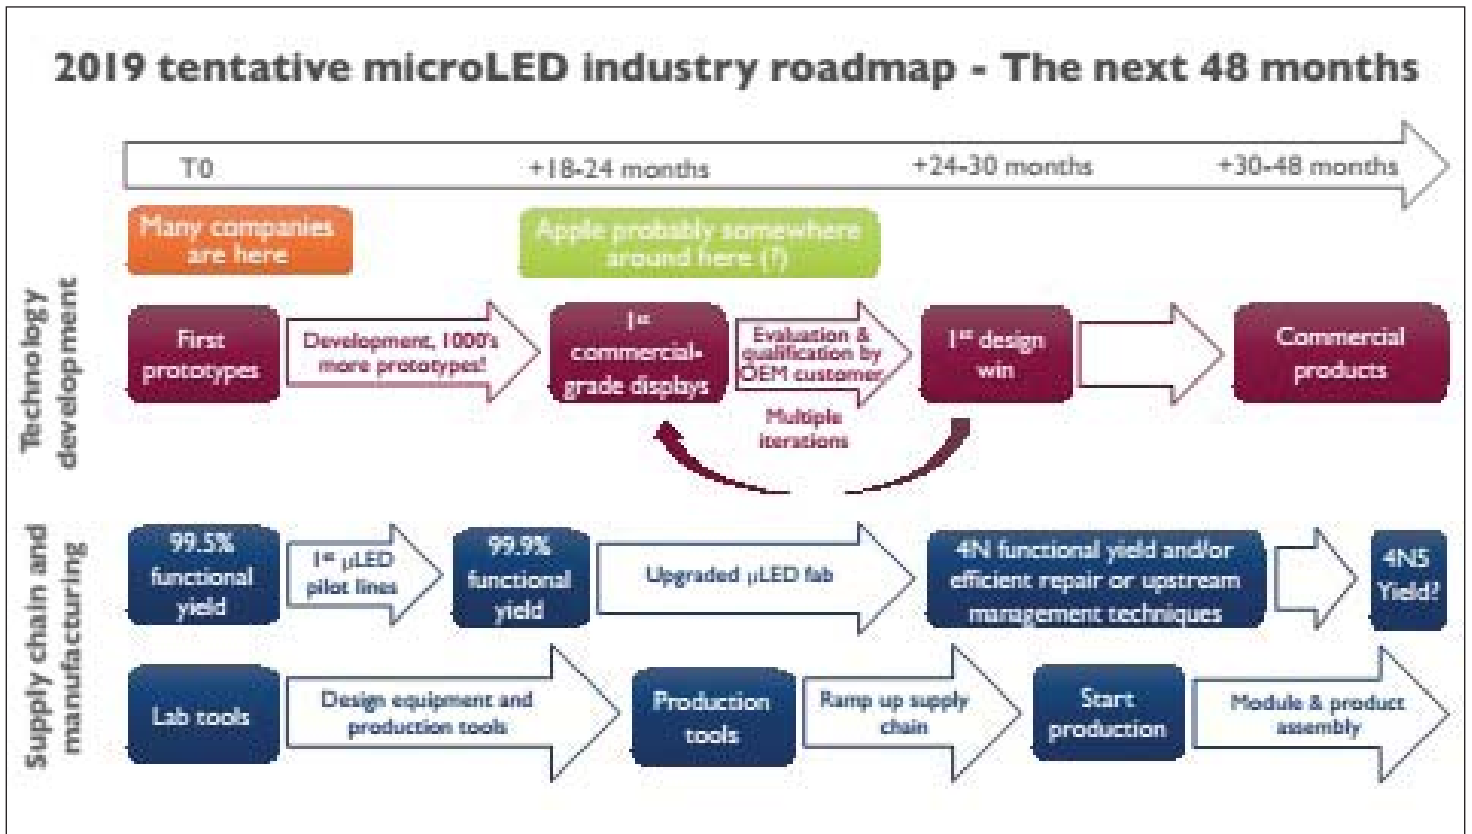 2019 tentative microLED industry roadmap - The next 48 months
T0
+18-24 months
+24-30 months
+30-48 months
Many companies
are here
Apple probably somewhere
around here (?)
Technology
development
First
prototypes
Development, 1000's
more prototypes!
1st
commercial-
grade displays
Evaluation &
qualification by
OEM customer
Multiple
iterations
1st design
win
Commercial
products
Supply chain and
manufacturing
99.5%
functional
yield
1st µLED
pilot lines
99.9%
functional
yield
Upgraded µLED fab
4N functional yield and/or
efficient repair or upstream
management techniques
4N5
Yield?
Lab tools
Design equipment and
production tools
Production
tools
Ramp up supply
chain
Start
production
Module & product
assembly